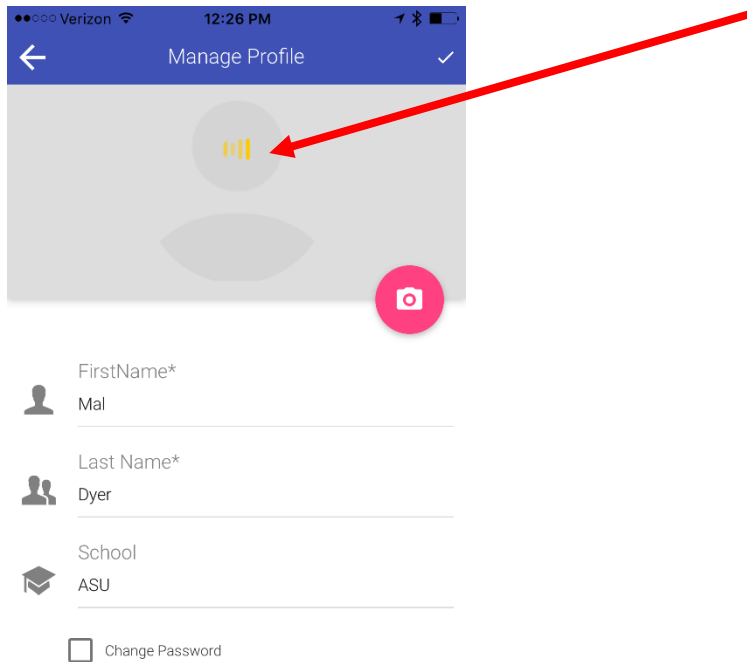 Verizon 12:26 PM
Manage Profile
FirstName*
Mal
Last Name*
Dyer
School
ASU
Change Password